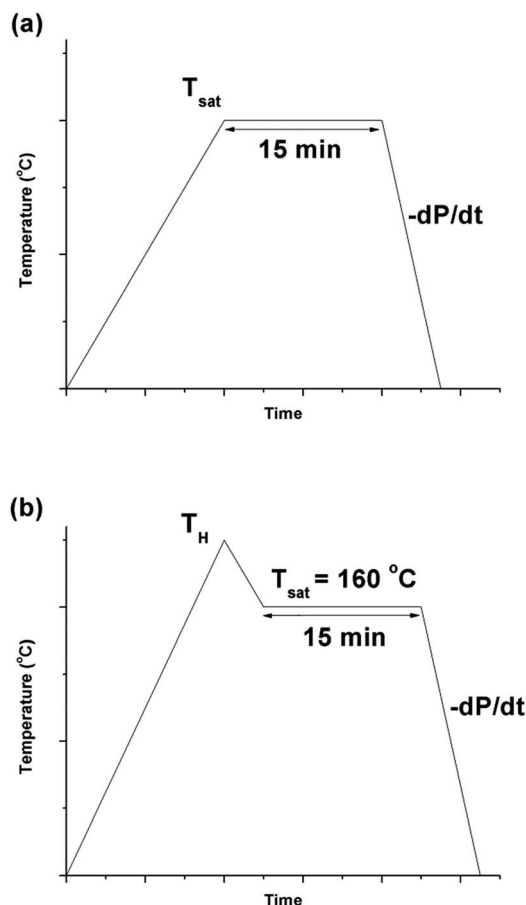 (a)
T_sat
15 min
-dP/dt
Temperature (°C)
Time
(b)
T_H
T_sat = 160 °C
15 min
-dP/dt
Temperature (°C)
Time